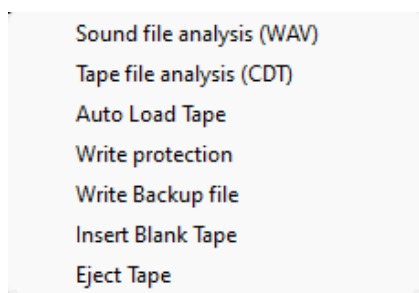 Sound file analysis (WAV)
Tape file analysis (CDT)
Auto Load Tape
Write protection
Write Backup file
Insert Blank Tape
Eject Tape